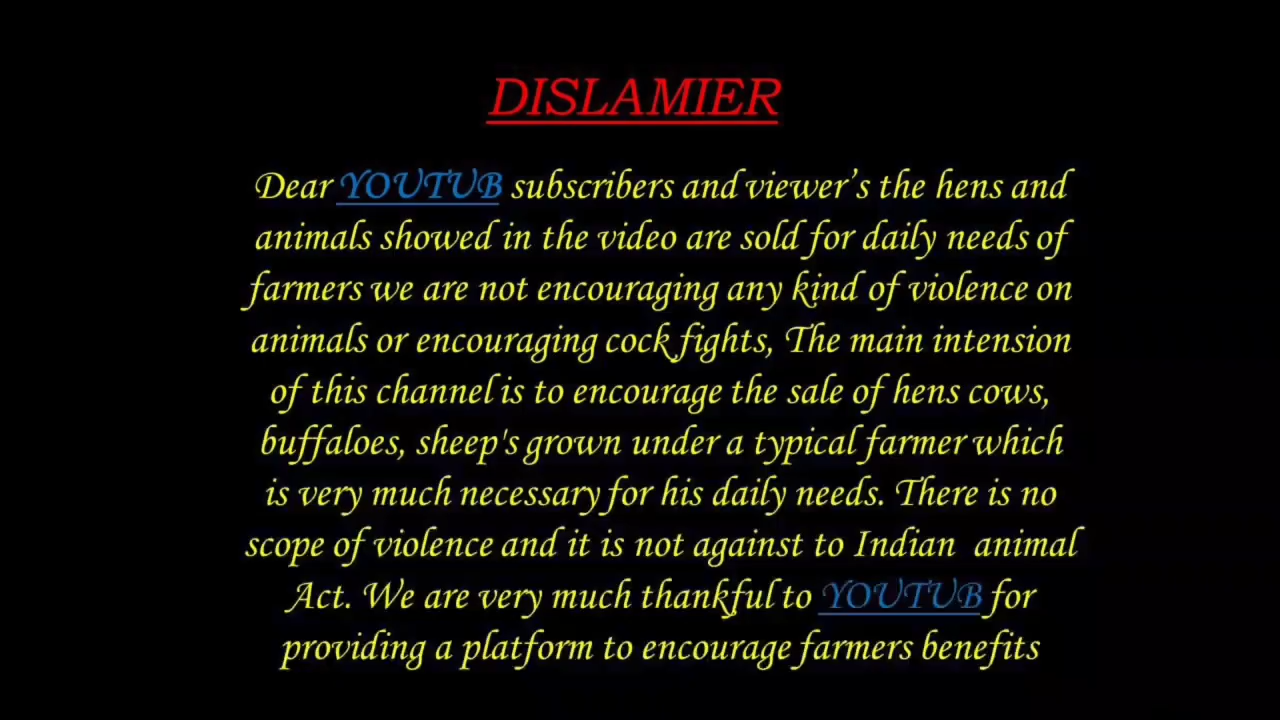 DISLAMIER
Dear YOUTUB subscribers and viewer’s the hens and
animals showed in the video are sold for daily needs of
farmers we are not encouraging any kind of violence on
animals or encouraging cock fights, The main intension
of this channel is to encourage the sale of hens cows,
buffaloes, sheep's grown under a typical farmer which
is very much necessary for his daily needs. There is no
scope of violence and it is not against to Indian  animal
Act. We are very much thankful to YOUTUB for
providing a platform to encourage farmers benefits